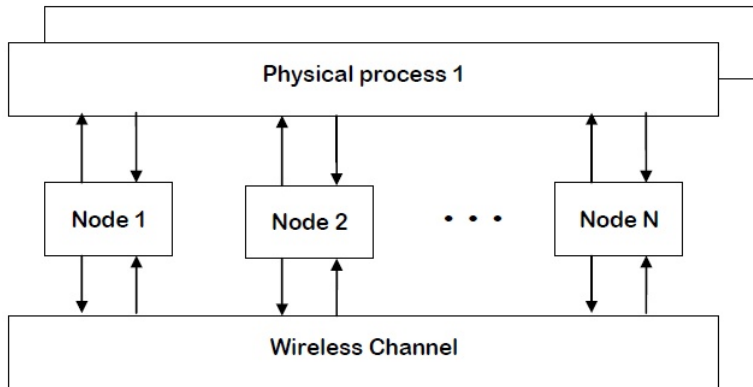 Physical process 1
Node 1
Node 2
• • •
Node N
Wireless Channel